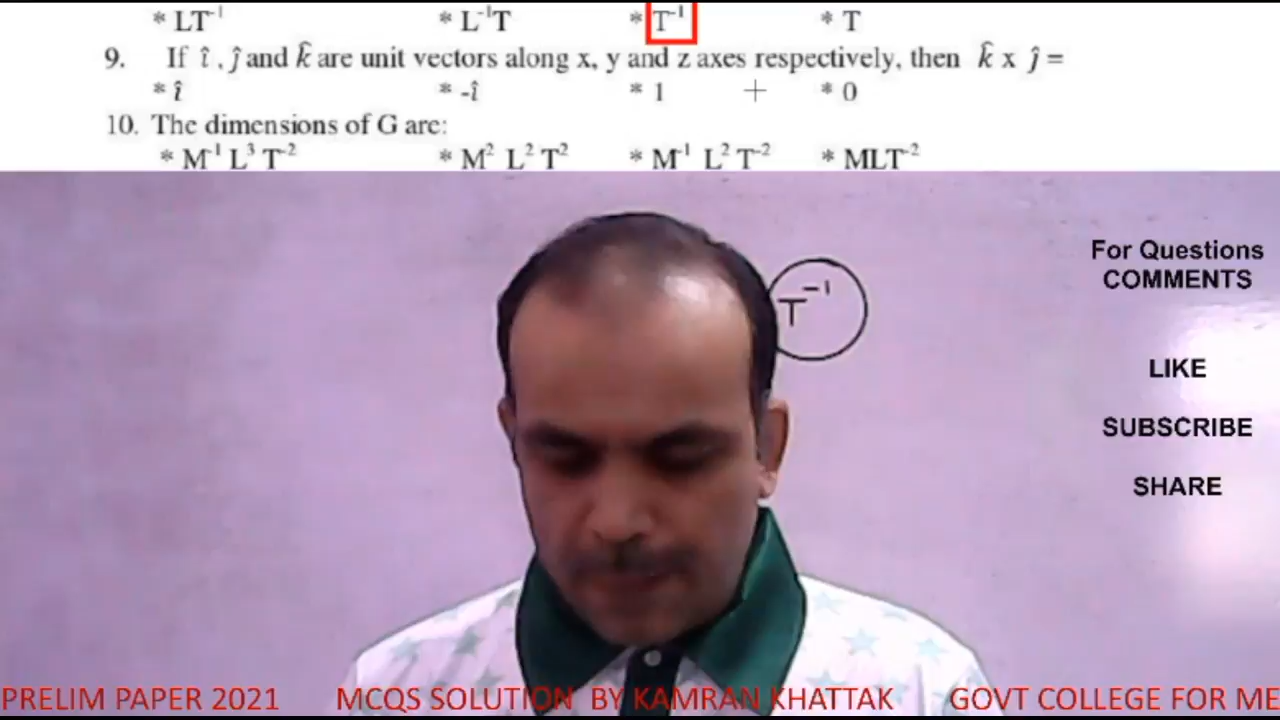 * LT⁻¹ * L⁻¹T * T⁻¹ * T
9. If î , ĵ and k̂ are unit vectors along x, y and z axes respectively, then k̂ x ĵ =
* î * -î * 1 * 0
10. The dimensions of G are:
* M⁻¹ L³ T⁻² * M² L² T² * M⁻¹ L² T⁻² * MLT⁻²
T⁻¹
For Questions
COMMENTS
LIKE
SUBSCRIBE
SHARE
PRELIM PAPER 2021 MCQS SOLUTION BY KAMRAN KHATTAK GOVT COLLEGE FOR ME